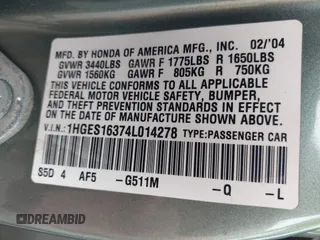 MFD. BY HONDA OF AMERICA MFG., INC. 02/'04
GVWR 3440LBS GAWR F 1775LBS R 1650LBS
GVWR 1560KG GAWR F 805KG R 750KG
THIS VEHICLE CONFORMS TO ALL APPLICABLE
FEDERAL MOTOR VEHICLE SAFETY, BUMPER,
AND THEFT PREVENTION STANDARDS IN EFFECT
ON THE DATE OF MANUFACTURE SHOWN ABOVE.
V.I.N.: 1HGES16374L014278 TYPE: PASSENGER CAR
S5D 4 AF5 -G511M -Q -L
DREAMBID